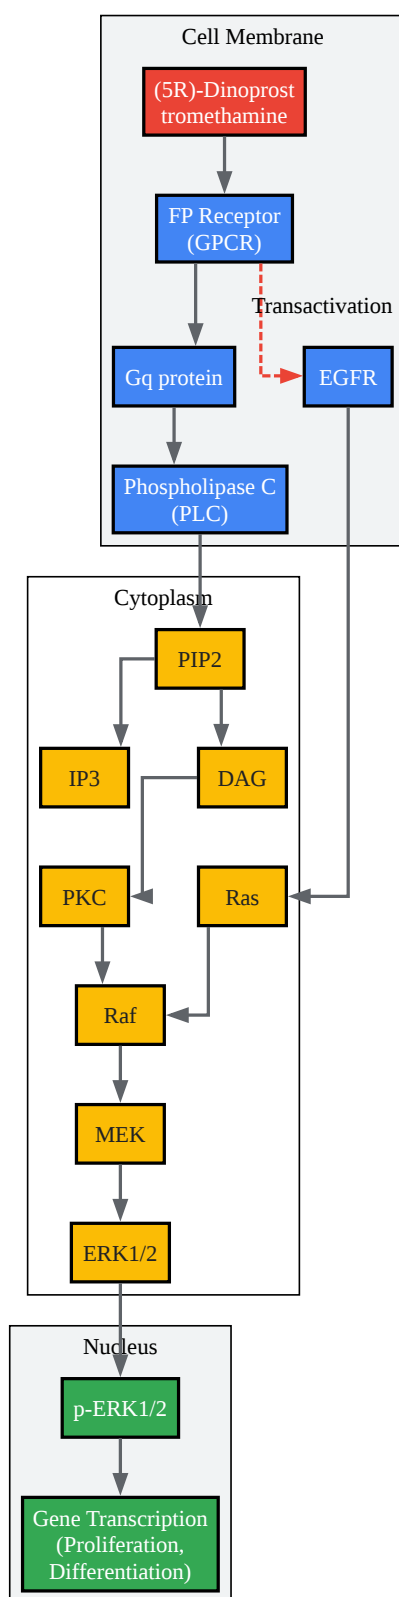 Cell Membrane
(5R)-Dinoprost
tromethamine
FP Receptor
(GPCR)
Transactivation
Gq protein
EGFR
Phospholipase C
(PLC)
Cytoplasm
PIP2
IP3
DAG
PKC
Ras
Raf
MEK
ERK1/2
Nucleus
p-ERK1/2
Gene Transcription
(Proliferation,
Differentiation)